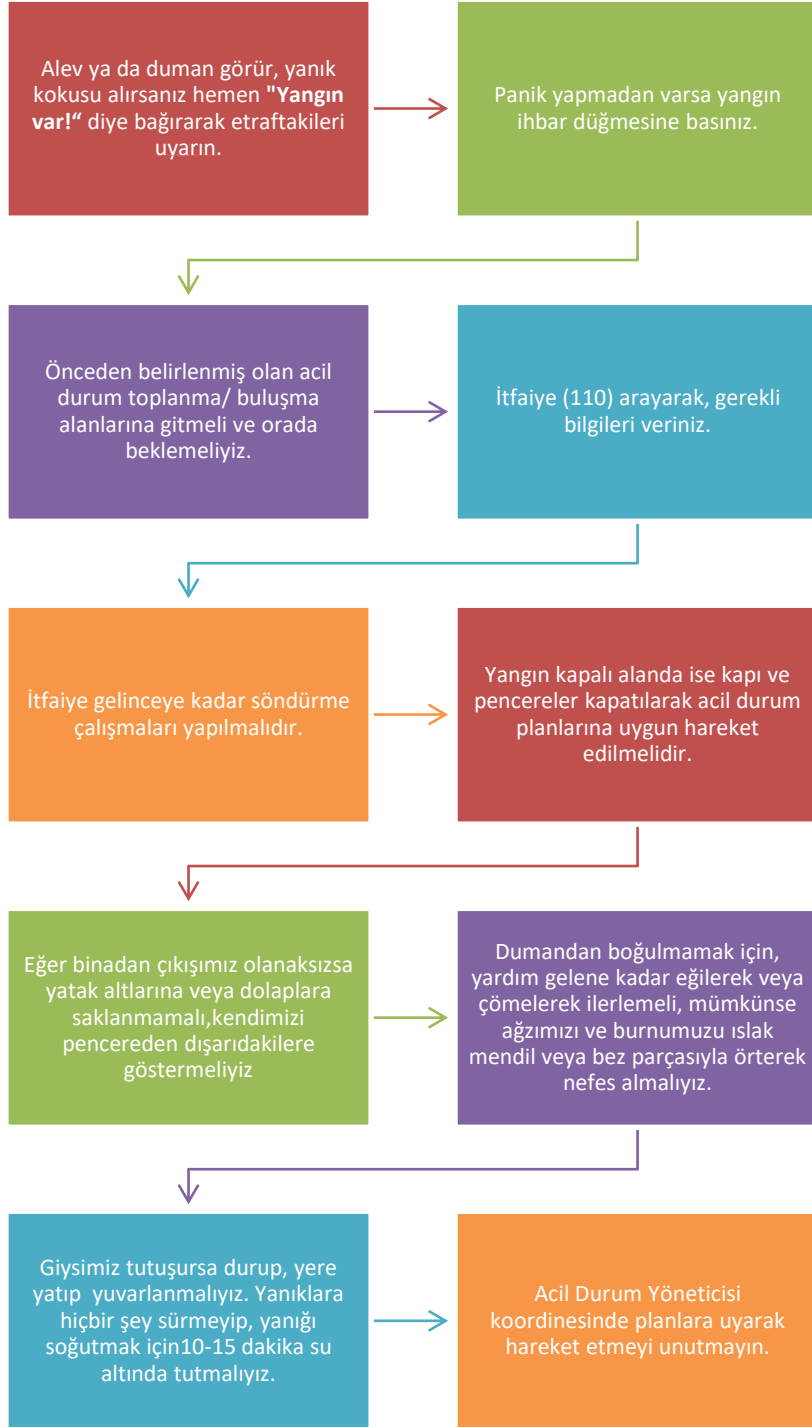 Alev ya da duman görür, yanık
kokusu alırsanız hemen "Yangın
var!“ diye bağırarak etraftakileri
uyarın.
Panik yapmadan varsa yangın
ihbar düğmesine basınız.
Önceden belirlenmiş olan acil
durum toplanma/ buluşma
alanlarına gitmeli ve orada
beklemeliyiz.
İtfaiye (110) arayarak, gerekli
bilgileri veriniz.
İtfaiye gelinceye kadar söndürme
çalışmaları yapılmalıdır.
Yangın kapalı alanda ise kapı ve
pencereler kapatılarak acil durum
planlarına uygun hareket
edilmelidir.
Eğer binadan çıkışımız olanaksızsa
yatak altlarına veya dolaplara
saklanmamalı,kendimizi
pencereden dışarıdakilere
göstermeliyiz
Dumandan boğulmamak için,
yardım gelene kadar eğilerek veya
çömelerek ilerlemeli, mümkünse
ağzımızı ve burnumuzu ıslak
mendil veya bez parçasıyla örterek
nefes almalıyız.
Giysimiz tutuşursa durup, yere
yatıp  yuvarlanmalıyız. Yanıklara
hiçbir şey sürmeyip, yanığı
soğutmak için10-15 dakika su
altında tutmalıyız.
Acil Durum Yöneticisi
koordinesinde planlara uyarak
hareket etmeyi unutmayın.